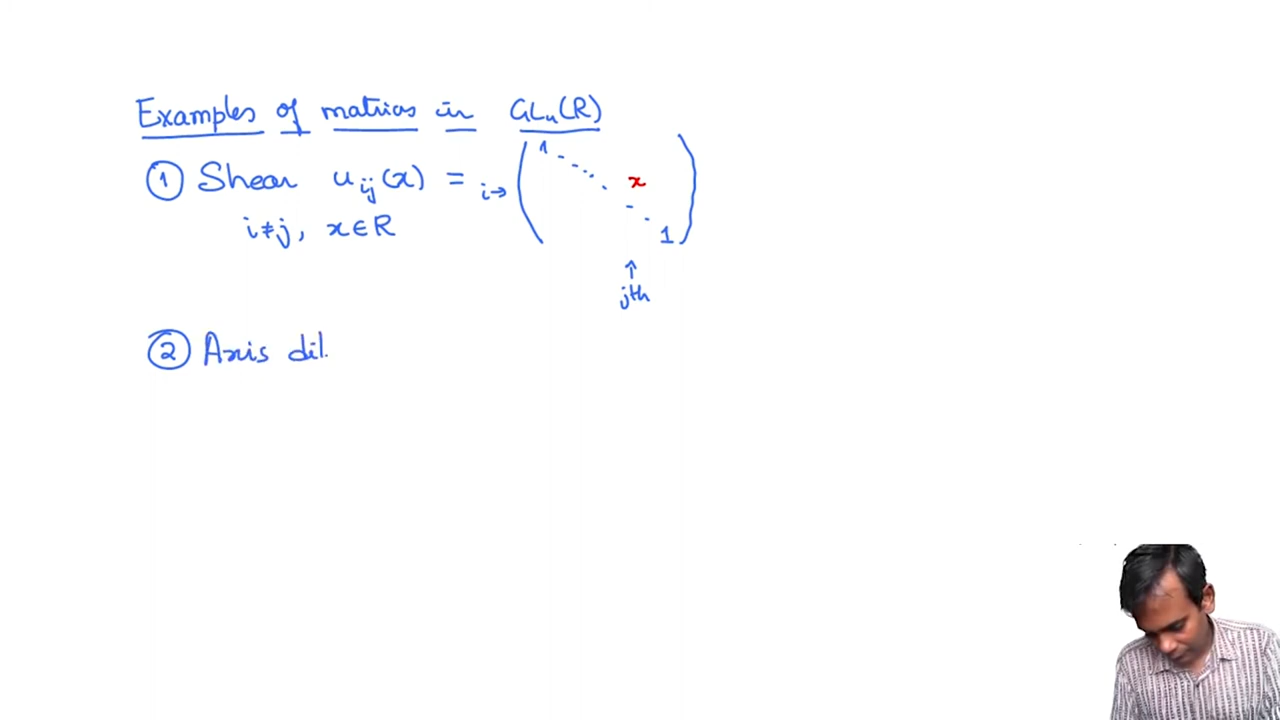 Examples of matrices in GLn(R)
① Shear uij(x) = i→ ( 1 x 1 )
i≠j, x∈R
↑
jth
② Axis dil.